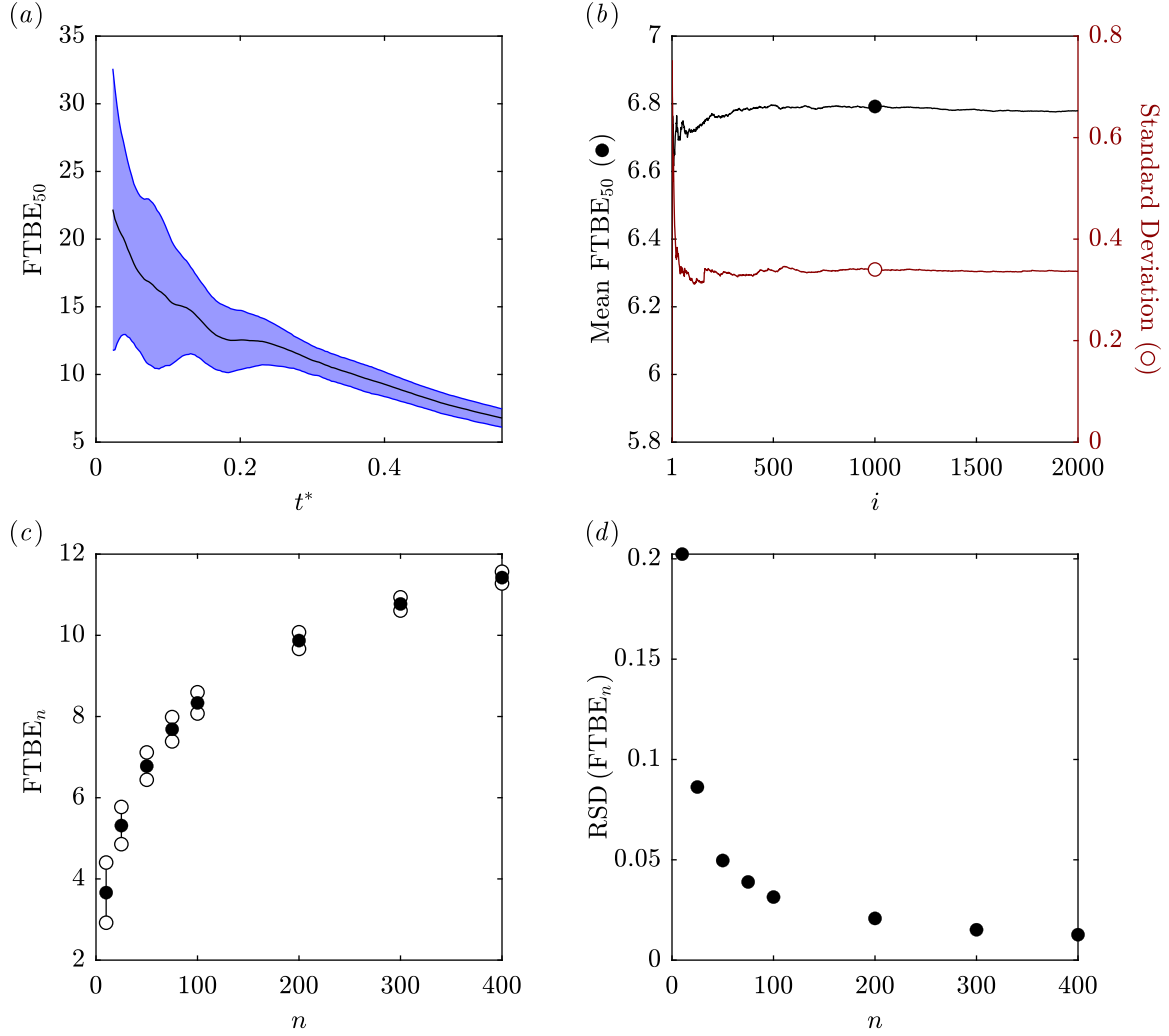 (a)
35
30
25
20
15
10
5
FTBE₅₀
0 0.2 0.4
t*
(b)
7
6.8
6.6
6.4
6.2
6
5.8
Mean FTBE₅₀ (●)
0.8
0.6
0.4
0.2
0
Standard Deviation (○)
1 500 1000 1500 2000
i
(c)
12
10
8
6
4
2
FTBEₙ
0 100 200 300 400
n
(d)
0.2
0.15
0.1
0.05
0
RSD (FTBEₙ)
0 100 200 300 400
n